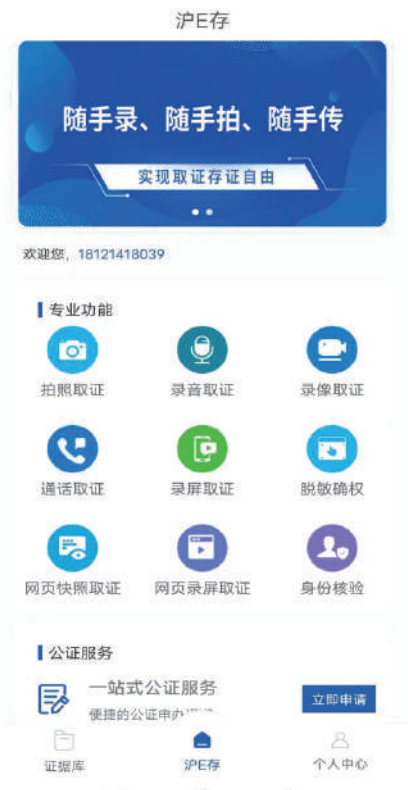 沪E存
随手录、随手拍、随手传
实现取证存证自由
欢迎您，18121418039
专业功能
拍照取证 录音取证 录像取证
通话取证 录屏取证 脱敏确权
网页快照取证 网页录屏取证 身份核验
公证服务
一站式公证服务
便捷的公证申办
立即申请
证据库 沪E存 个人中心